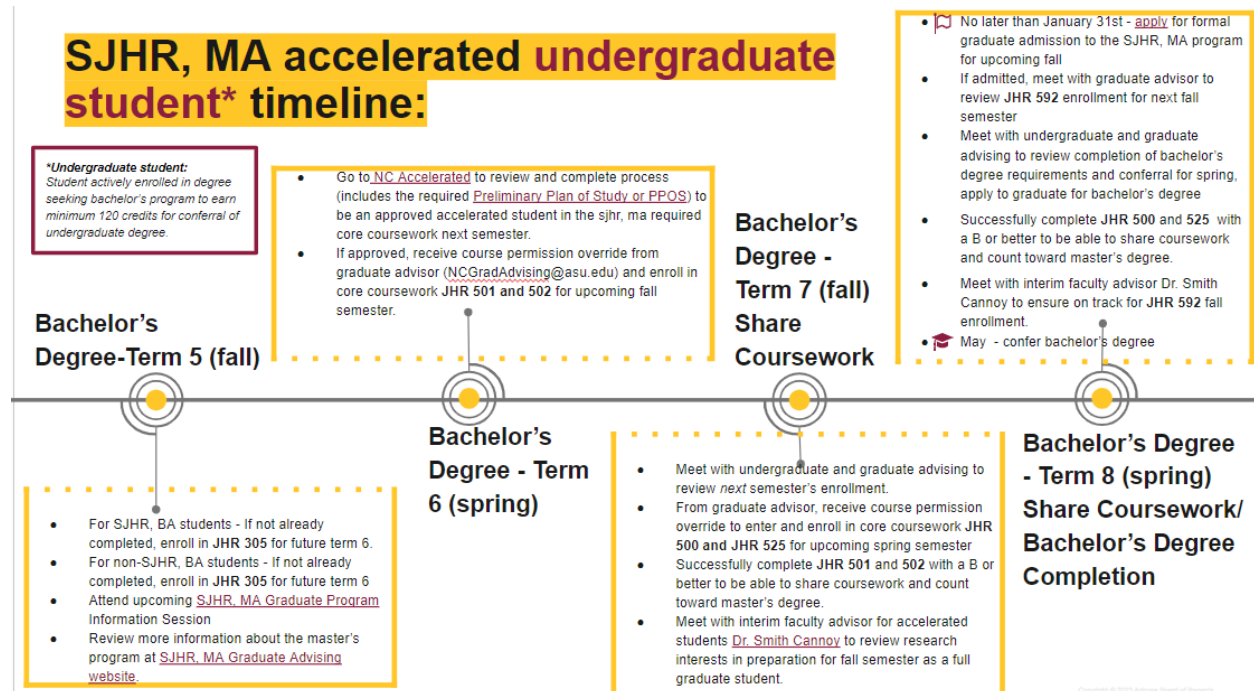 SJHR, MA accelerated undergraduate
student* timeline:
*Undergraduate student:
Student actively enrolled in degree
seeking bachelor's program to earn
minimum 120 credits for conferral of
undergraduate degree.
Bachelor's
Degree-Term 5 (fall)
• For SJHR, BA students - If not already
completed, enroll in JHR 305 for future term 6.
• For non-SJHR, BA students - If not already
completed, enroll in JHR 305 for future term 6
• Attend upcoming SJHR, MA Graduate Program
Information Session
• Review more information about the master's
program at SJHR, MA Graduate Advising
website.
• Go to NC Accelerated to review and complete process
(includes the required Preliminary Plan of Study or PPOS) to
be an approved accelerated student in the sjhr, ma required
core coursework next semester.
• If approved, receive course permission override from
graduate advisor (NCGradAdvising@asu.edu) and enroll in
core coursework JHR 501 and 502 for upcoming fall
semester.
Bachelor's
Degree - Term
6 (spring)
Bachelor's
Degree -
Term 7 (fall)
Share
Coursework
• Meet with undergraduate and graduate advising to
review next semester's enrollment.
• From graduate advisor, receive course permission
override to enter and enroll in core coursework JHR
500 and JHR 525 for upcoming spring semester
• Successfully complete JHR 501 and 502 with a B or
better to be able to share coursework and count
toward master's degree.
• Meet with interim faculty advisor for accelerated
students Dr. Smith Cannoy to review research
interests in preparation for fall semester as a full
graduate student.
• No later than January 31st - apply for formal
graduate admission to the SJHR, MA program
for upcoming fall
• If admitted, meet with graduate advisor to
review JHR 592 enrollment for next fall
semester
• Meet with undergraduate and graduate
advising to review completion of bachelor's
degree requirements and conferral for spring,
apply to graduate for bachelor's degree
• Successfully complete JHR 500 and 525 with
a B or better to be able to share coursework
and count toward master's degree.
• Meet with interim faculty advisor Dr. Smith
Cannoy to ensure on track for JHR 592 fall
enrollment.
• May - confer bachelor's degree
Bachelor's Degree
- Term 8 (spring)
Share Coursework/
Bachelor's Degree
Completion